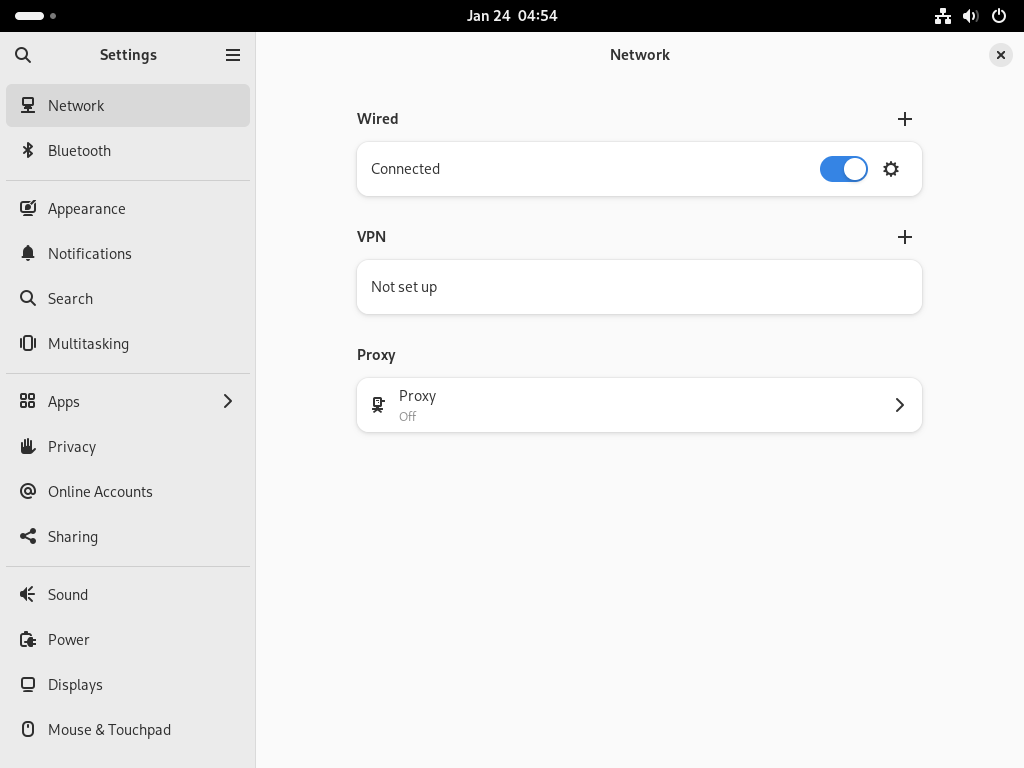 Jan 24 04:54
Settings
Network
Network
Bluetooth
Appearance
Notifications
Search
Multitasking
Apps
Privacy
Online Accounts
Sharing
Sound
Power
Displays
Mouse & Touchpad
Wired
Connected
VPN
Not set up
Proxy
Proxy
Off